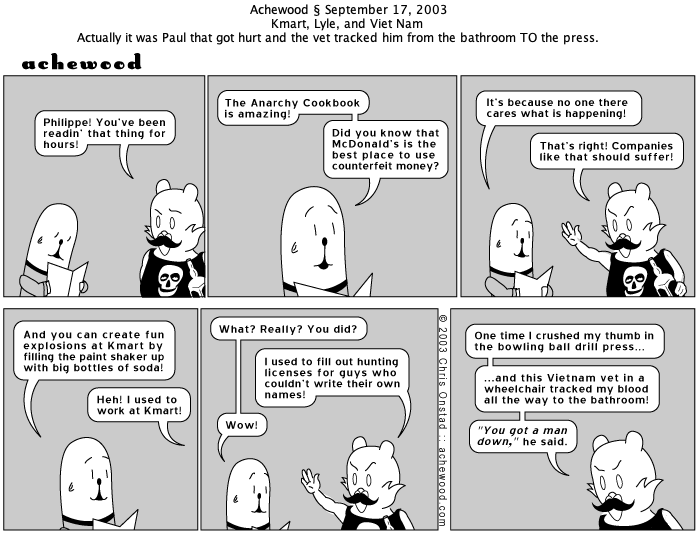 Achewood § September 17, 2003
Kmart, Lyle, and Viet Nam
Actually it was Paul that got hurt and the vet tracked him from the bathroom TO the press.
achewood
Philippe! You've been
readin' that thing for
hours!
The Anarchy Cookbook
is amazing!
Did you know that
McDonald's is the
best place to use
counterfeit money?
It's because no one there
cares what is happening!
That's right! Companies
like that should suffer!
And you can create fun
explosions at Kmart by
filling the paint shaker up
with big bottles of soda!
Heh! I used to
work at Kmart!
What? Really? You did?
I used to fill out hunting
licenses for guys who
couldn't write their own
names!
Wow!
© 2003 Chris Onstad :: achewood.com
One time I crushed my thumb in
the bowling ball drill press...
...and this Vietnam vet in a
wheelchair tracked my blood
all the way to the bathroom!
"You got a man
down," he said.